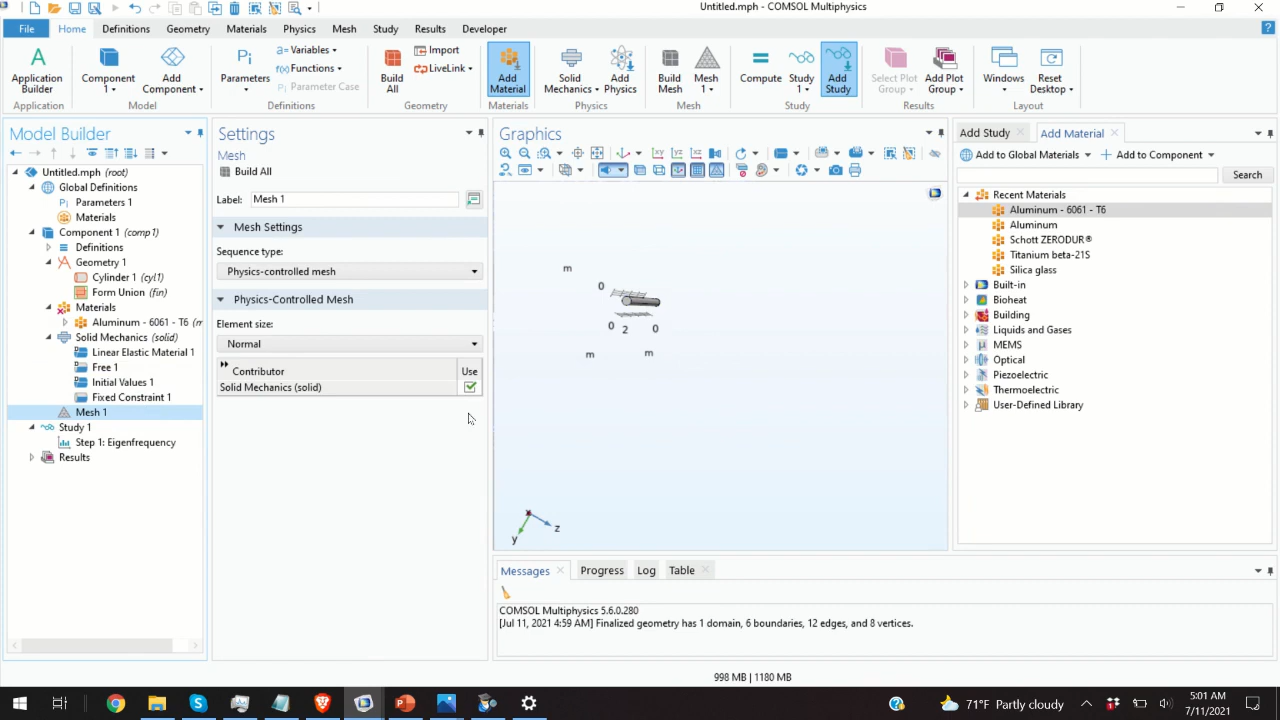 Untitled.mph - COMSOL Multiphysics
File
Home
Definitions
Geometry
Materials
Physics
Mesh
Study
Results
Developer
Application
Builder
Component
1
Add
Component
Parameters
Variables
Functions
Parameter Case
Build
All
Import
LiveLink
Add
Material
Solid
Mechanics
Add
Physics
Build
Mesh
Mesh
1
Compute
Study
1
Add
Study
Select Plot
Group
Add Plot
Group
Windows
Reset
Desktop
Application
Model
Definitions
Geometry
Materials
Physics
Mesh
Study
Results
Layout
Model Builder
Untitled.mph (root)
Global Definitions
Parameters 1
Materials
Component 1 (comp1)
Definitions
Geometry 1
Cylinder 1 (cyl1)
Form Union (fin)
Materials
Aluminum - 6061 - T6 (m
Solid Mechanics (solid)
Linear Elastic Material 1
Free 1
Initial Values 1
Fixed Constraint 1
Mesh 1
Study 1
Step 1: Eigenfrequency
Results
Settings
Mesh
Build All
Label: Mesh 1
Mesh Settings
Sequence type:
Physics-controlled mesh
Physics-Controlled Mesh
Element size:
Normal
Contributor Use
Solid Mechanics (solid)
Graphics
m
0
0 2 0
m m
y z
Messages
Progress
Log
Table
COMSOL Multiphysics 5.6.0.280
[Jul 11, 2021 4:59 AM] Finalized geometry has 1 domain, 6 boundaries, 12 edges, and 8 vertices.
Add Study
Add Material
Add to Global Materials
Add to Component
Search
Recent Materials
Aluminum - 6061 - T6
Aluminum
Schott ZERODUR®
Titanium beta-21S
Silica glass
Built-in
Bioheat
Building
Liquids and Gases
MEMS
Optical
Piezoelectric
Thermoelectric
User-Defined Library
998 MB | 1180 MB
71°F Partly cloudy
5:01 AM
7/11/2021